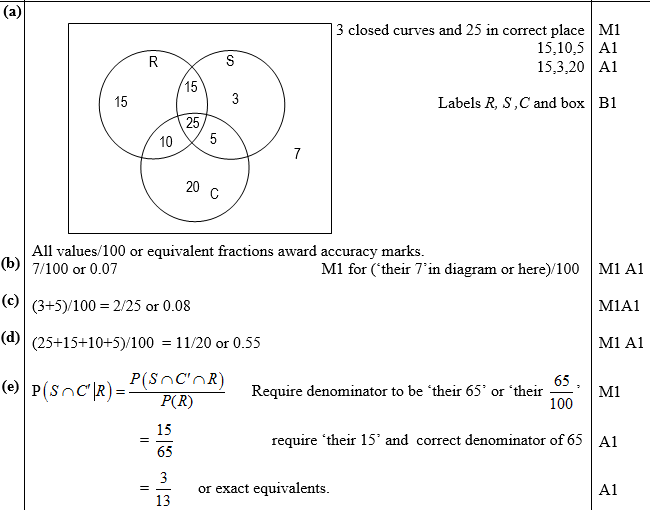 (a)
3 closed curves and 25 in correct place M1
R S
15
15,10,5 A1
15,3,20 A1
15 3
Labels R, S ,C and box B1
25
10 5
7
20 C
All values/100 or equivalent fractions award accuracy marks.
(b) 7/100 or 0.07 M1 for ('their 7'in diagram or here)/100 M1 A1
(c) (3+5)/100 = 2/25 or 0.08 M1A1
(d) (25+15+10+5)/100 = 11/20 or 0.55 M1 A1
(e) P(S∩C′|R) = P(S∩C′∩R)/P(R) Require denominator to be 'their 65' or 'their 65/100' M1
= 15/65 require 'their 15' and correct denominator of 65 A1
= 3/13 or exact equivalents. A1